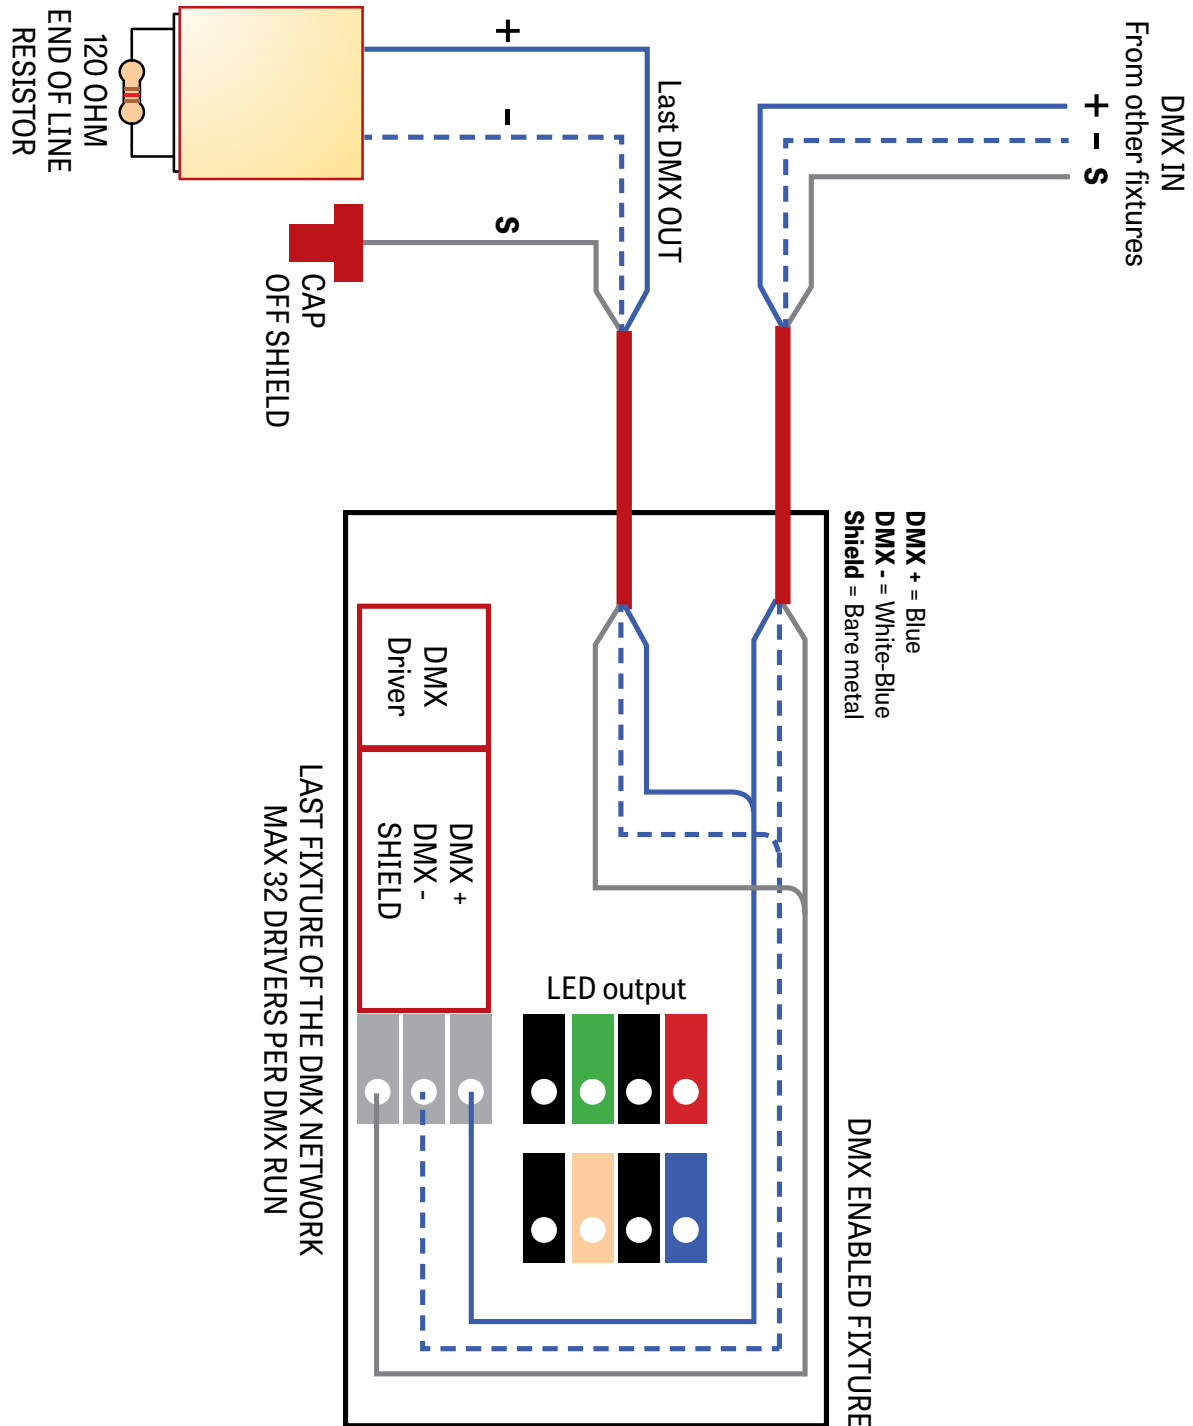 DMX IN
From other fixtures
+
-
s
Last DMX OUT
+
-
s
120 OHM
END OF LINE
RESISTOR
CAP
OFF SHIELD
DMX + = Blue
DMX - = White-Blue
Shield = Bare metal
DMX ENABLED FIXTURE
DMX
Driver
DMX +
DMX -
SHIELD
LED output
LAST FIXTURE OF THE DMX NETWORK
MAX 32 DRIVERS PER DMX RUN